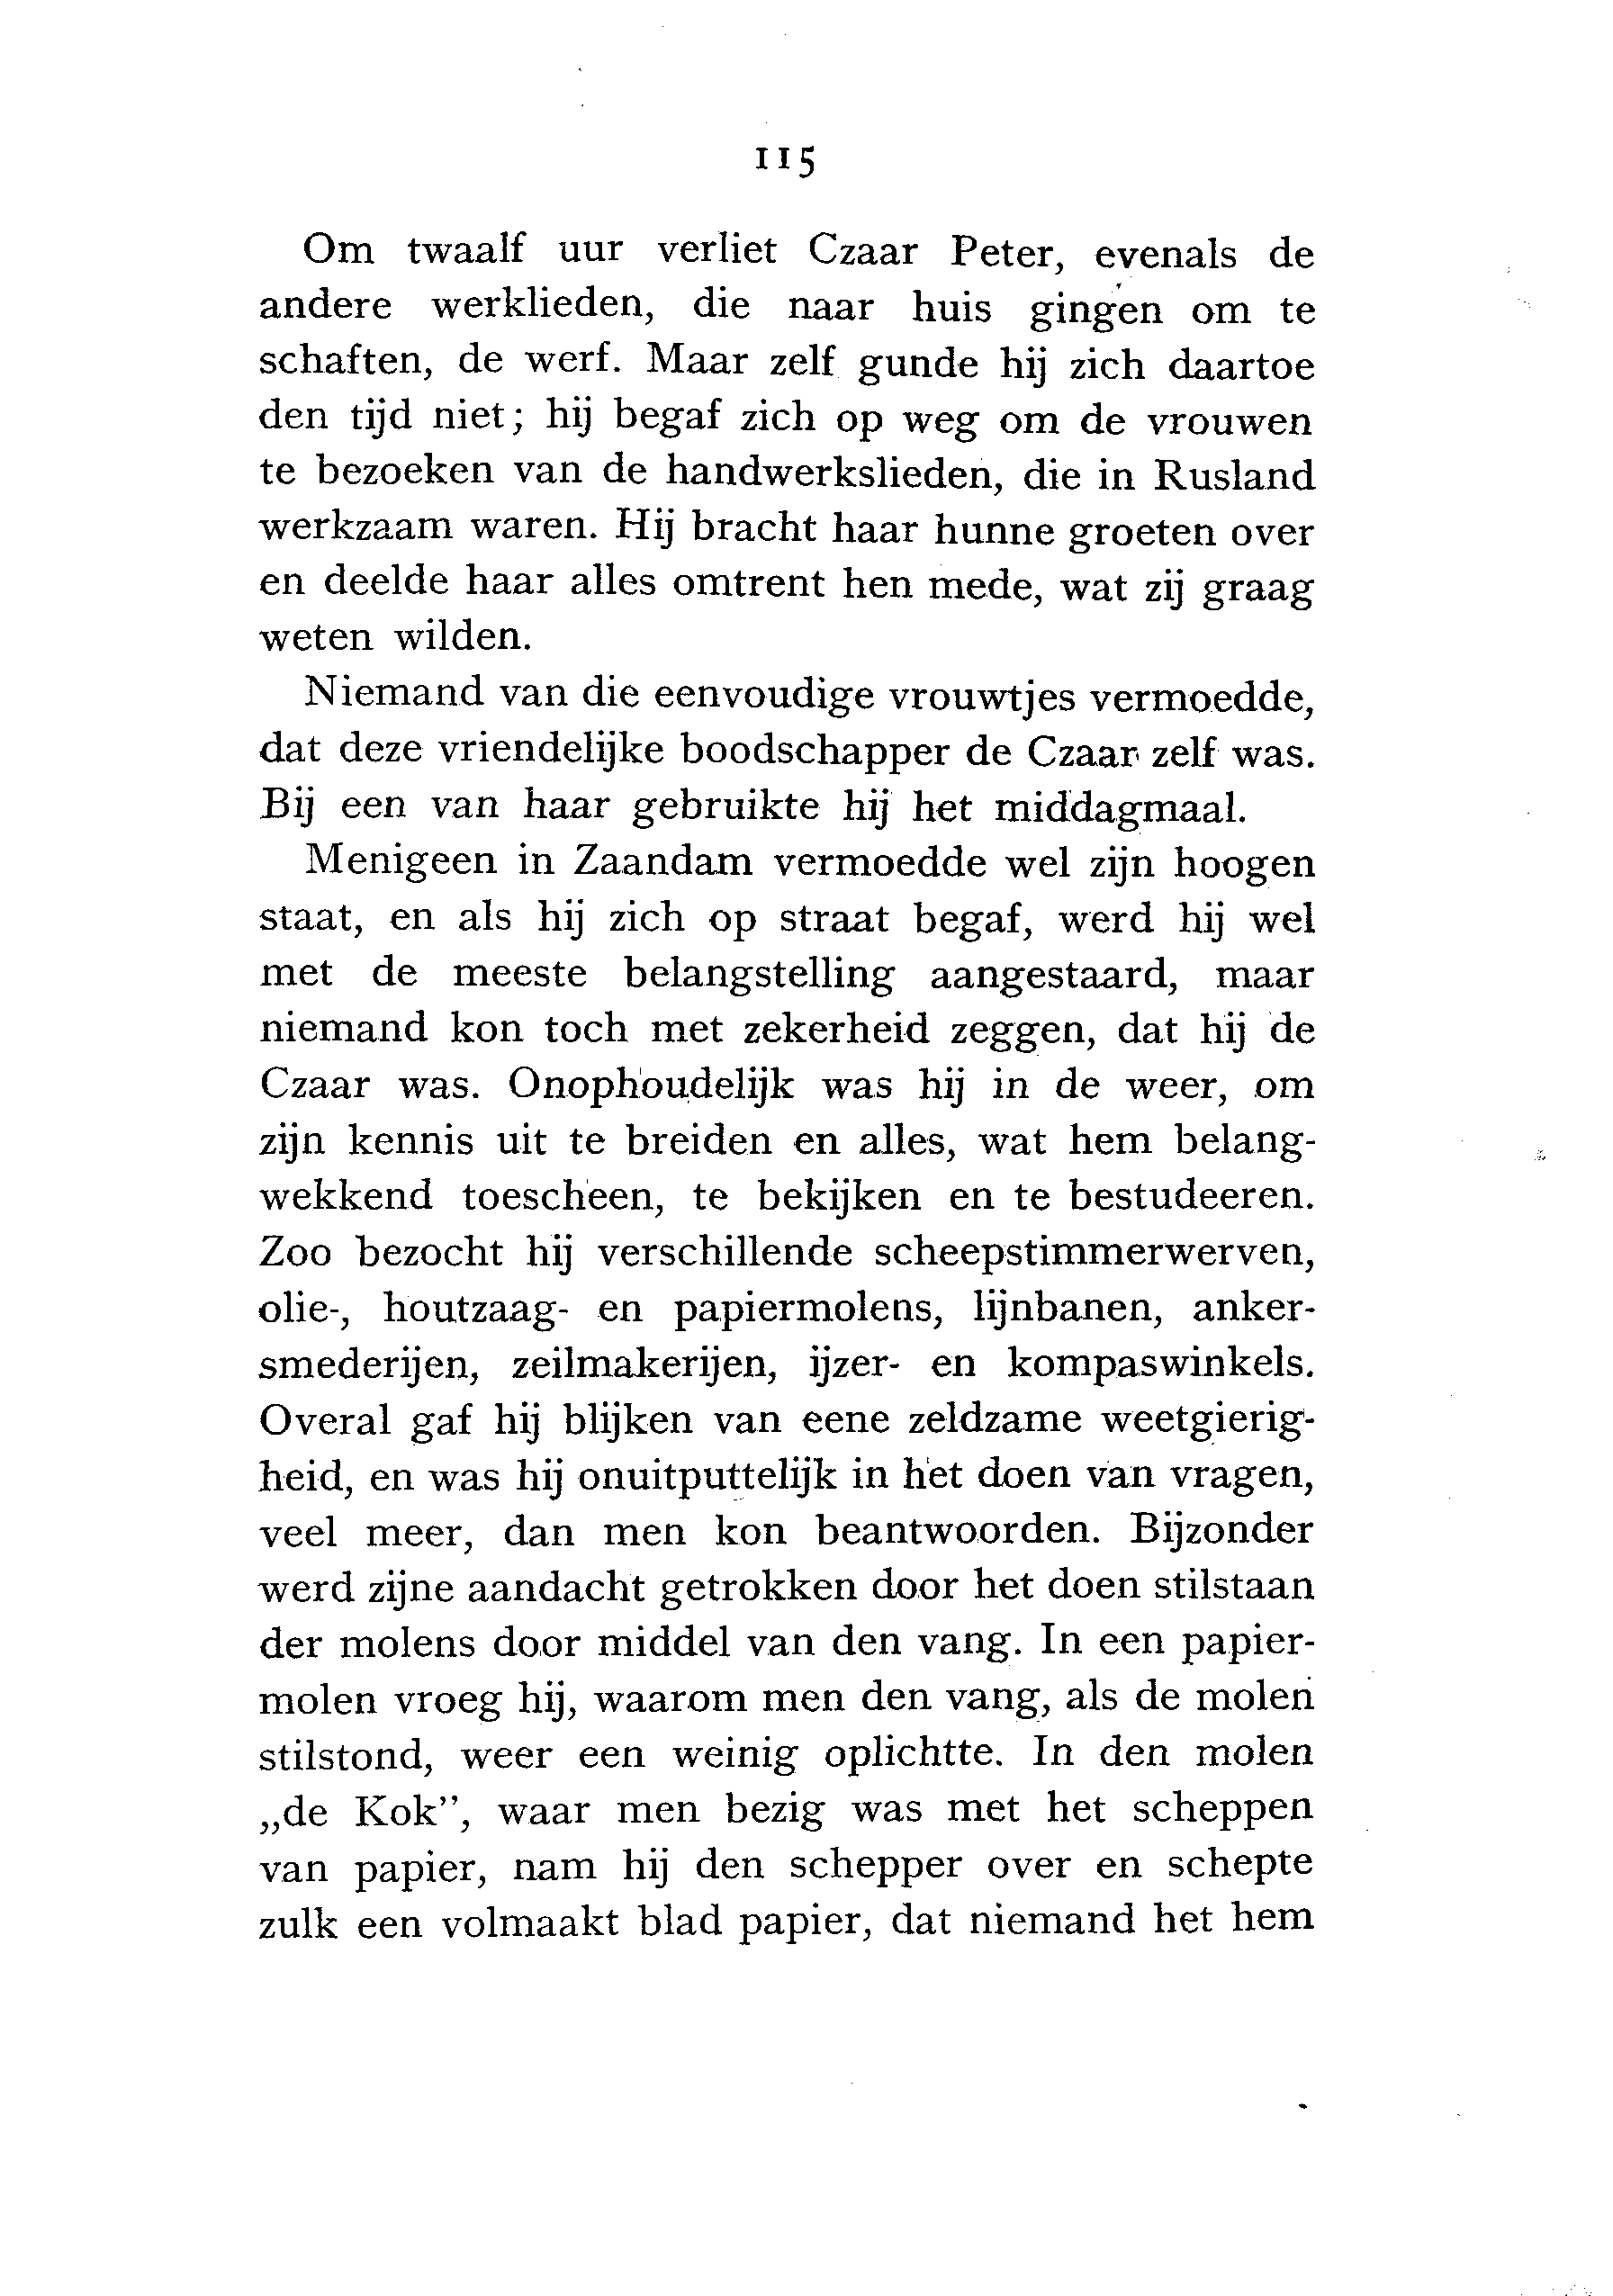 115
Om twaalf uur verliet Czaar Peter, evenals de
andere werklieden, die naar huis gingen om te
schaften, de werf. Maar zelf gunde hij zich daartoe
den tijd niet; hij begaf zich op weg om de vrouwen
te bezoeken van de handwerkslieden, die in Rusland
werkzaam waren. Hij bracht haar hunne groeten over
en deelde haar alles omtrent hen mede, wat zij graag
weten wilden.
Niemand van die eenvoudige vrouwtjes vermoedde,
dat deze vriendelijke boodschapper de Czaar zelf was.
Bij een van haar gebruikte hij het middagmaal.
Menigeen in Zaandam vermoedde wel zijn hoogen
staat, en als hij zich op straat begaf, werd hij wel
met de meeste belangstelling aangestaard, maar
niemand kon toch met zekerheid zeggen, dat hij de
Czaar was. Onophoudelijk was hij in de weer, om
zijn kennis uit te breiden en alles, wat hem belang-
wekkend toescheen, te bekijken en te bestudeeren.
Zoo bezocht hij verschillende scheepstimmerwerven,
olie-, houtzaag- en papiermolens, lijnbanen, anker-
smederijen, zeilmakerijen, ijzer- en kompaswinkels.
Overal gaf hij blijken van eene zeldzame weetgierig-
heid, en was hij onuitputtelijk in het doen van vragen,
veel meer, dan men kon beantwoorden. Bijzonder
werd zijne aandacht getrokken door het doen stilstaan
der molens door middel van den vang. In een papier-
molen vroeg hij, waarom men den vang, als de molen
stilstond, weer een weinig oplichtte. In den molen
„de Kok”, waar men bezig was met het scheppen
van papier, nam hij den schepper over en schepte
zulk een volmaakt blad papier, dat niemand het hem